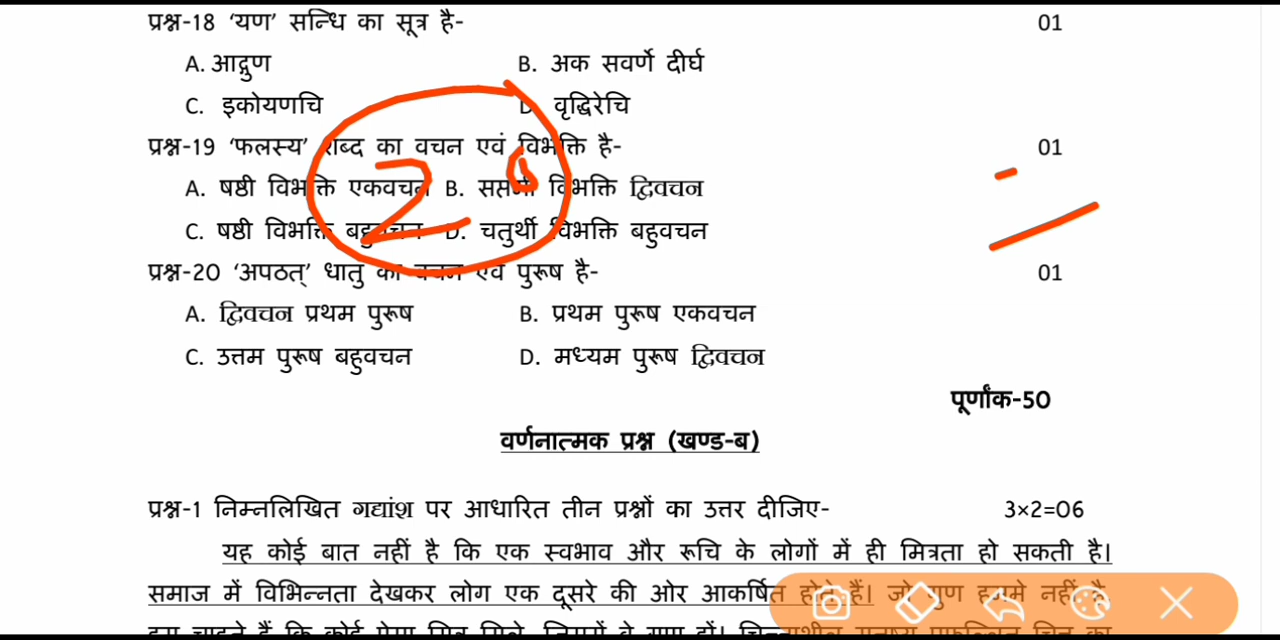 प्रश्न-18 ‘यण’ सन्धि का सूत्र है- 01
A. आद्गुण B. अक सवर्णे दीर्घ
C. इकोयणचि D. वृद्धिरेचि
प्रश्न-19 ‘फलस्य’ शब्द का वचन एवं विभक्ति है- 01
A. षष्ठी विभक्ति एकवचन B. सप्तमी विभक्ति द्विवचन
C. षष्ठी विभक्ति बहुवचन D. चतुर्थी विभक्ति बहुवचन
20
प्रश्न-20 ‘अपठत्’ धातु का वचन एवं पुरूष है- 01
A. द्विवचन प्रथम पुरूष B. प्रथम पुरूष एकवचन
C. उत्तम पुरूष बहुवचन D. मध्यम पुरूष द्विवचन
पूर्णांक-50
वर्णनात्मक प्रश्न (खण्ड-ब)
प्रश्न-1 निम्नलिखित गद्यांश पर आधारित तीन प्रश्नों का उत्तर दीजिए- 3×2=06
यह कोई बात नहीं है कि एक स्वभाव और रूचि के लोगों में ही मित्रता हो सकती है।
समाज में विभिन्नता देखकर लोग एक दूसरे की ओर आकर्षित होते हैं। जो गुण हममे नहीं है